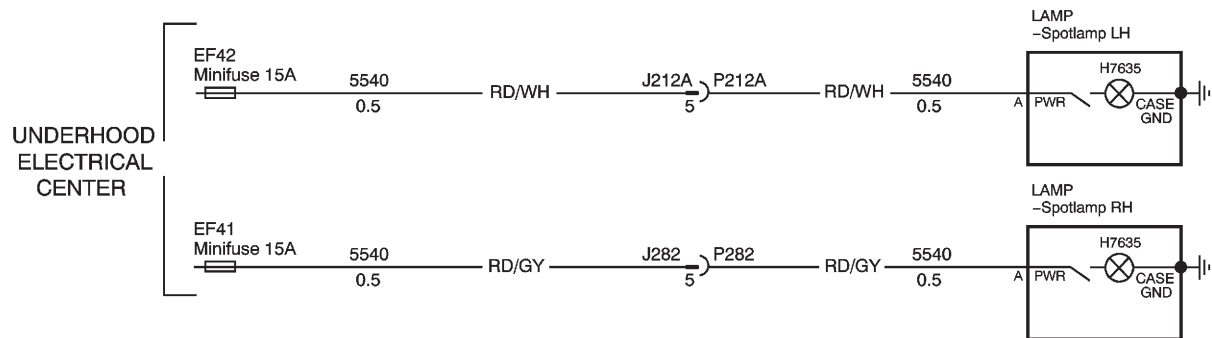 UNDERHOOD
ELECTRICAL
CENTER
EF42
Minifuse 15A
5540
0.5
RD/WH
J212A
5
P212A
RD/WH
5540
0.5
LAMP
–Spotlamp LH
A
PWR
H7635
CASE
GND
EF41
Minifuse 15A
5540
0.5
RD/GY
J282
5
P282
RD/GY
5540
0.5
LAMP
–Spotlamp RH
A
PWR
H7635
CASE
GND